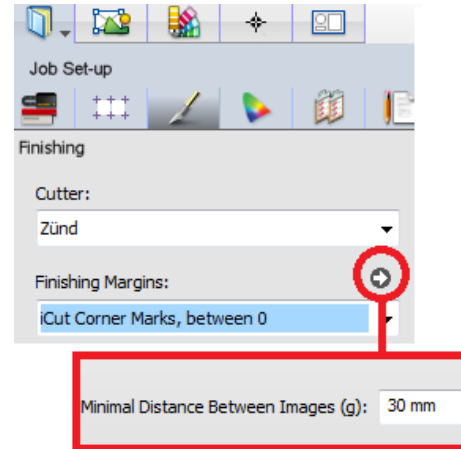 Job Set-up
Finishing
Cutter:
Zünd
Finishing Margins:
iCut Corner Marks, between 0
Minimal Distance Between Images (g): 30 mm